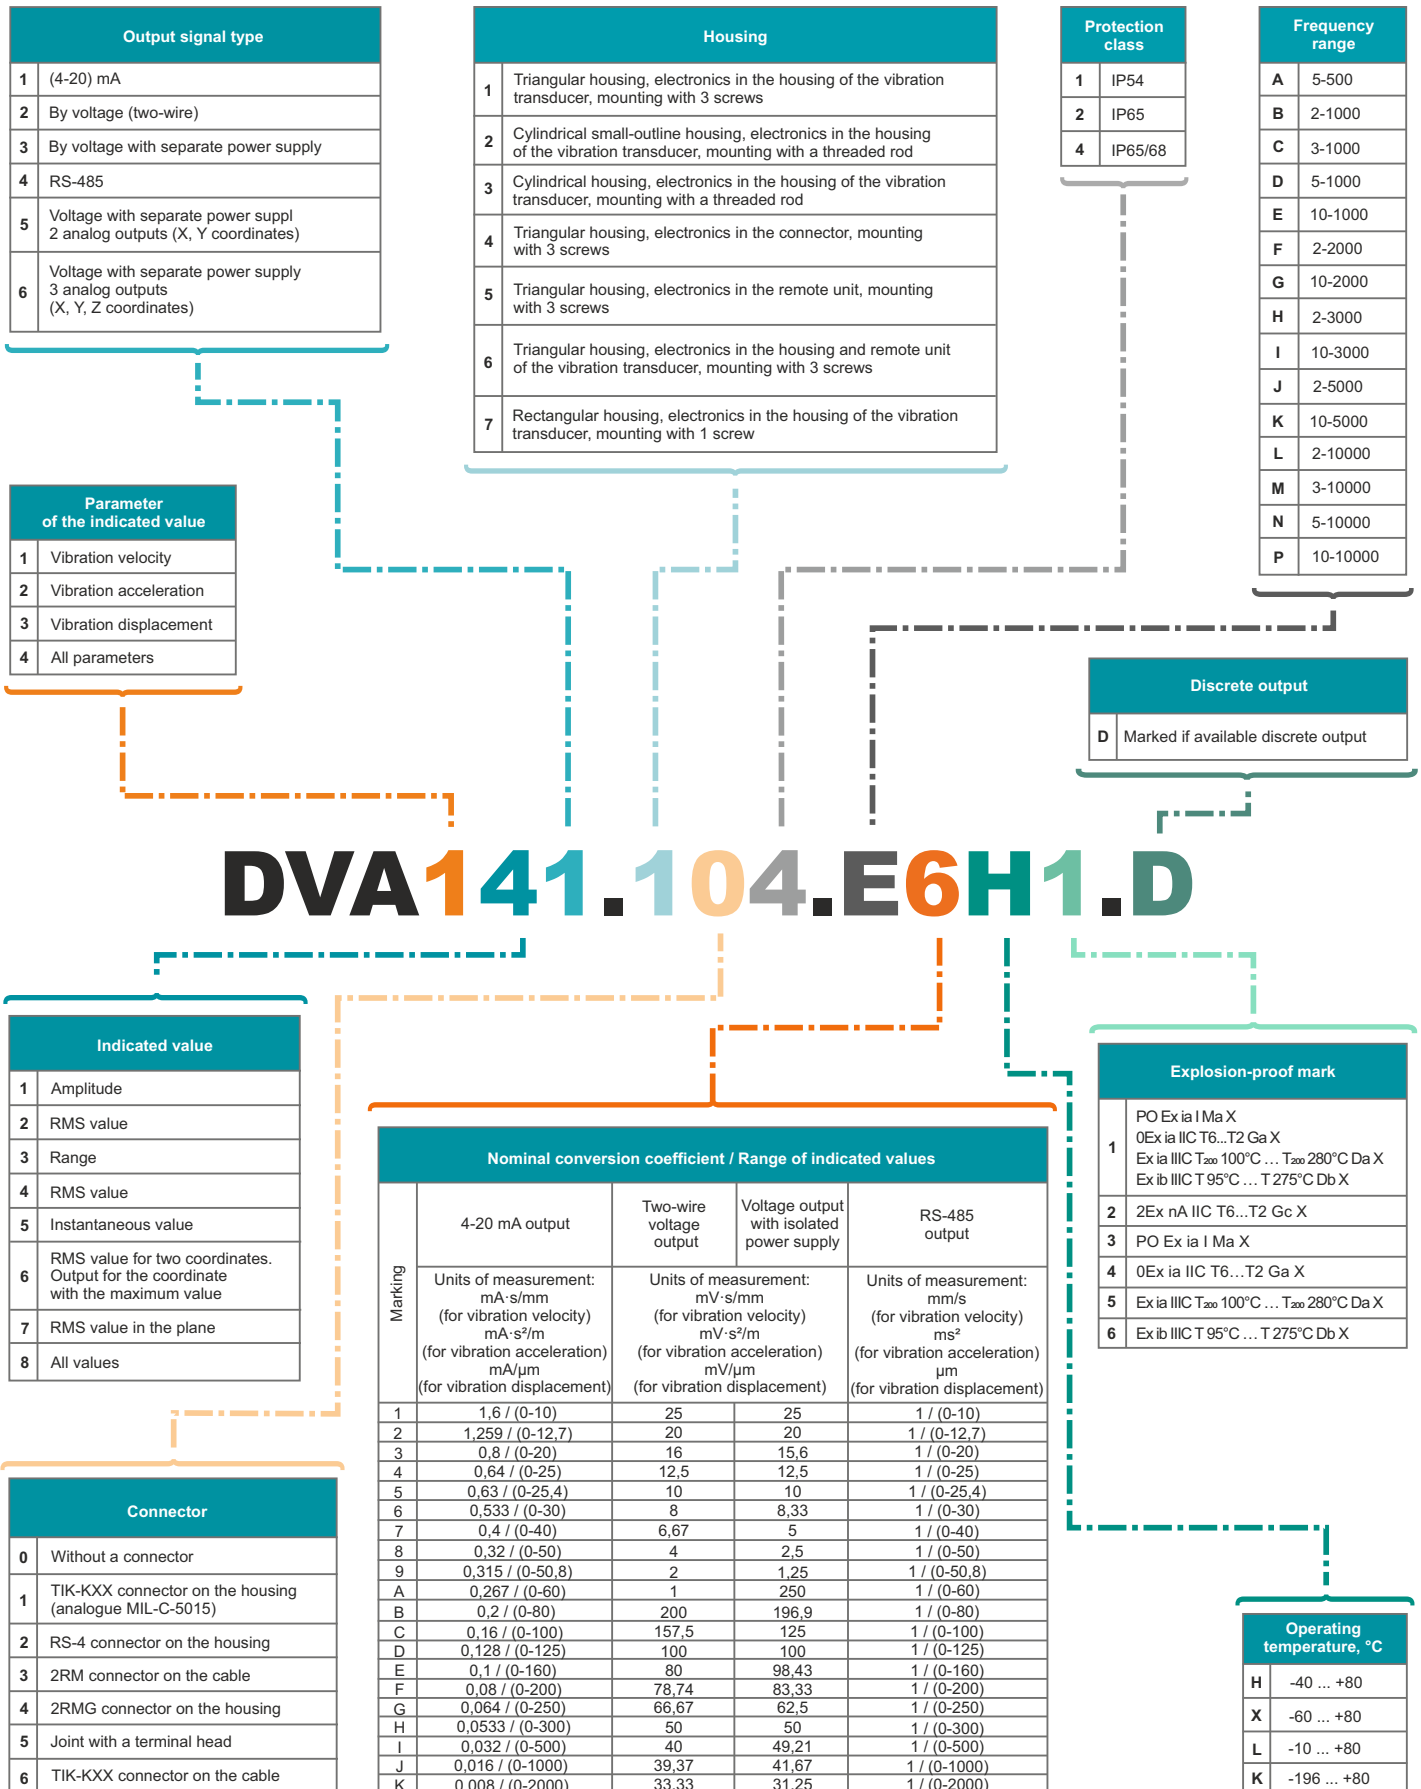 Output signal type
1 (4-20) mA
2 By voltage (two-wire)
3 By voltage with separate power supply
4 RS-485
5 Voltage with separate power suppl
2 analog outputs (X, Y coordinates)
6 Voltage with separate power supply
3 analog outputs
(X, Y, Z coordinates)
Housing
1 Triangular housing, electronics in the housing of the vibration
transducer, mounting with 3 screws
2 Cylindrical small-outline housing, electronics in the housing
of the vibration transducer, mounting with a threaded rod
3 Cylindrical housing, electronics in the housing of the vibration
transducer, mounting with a threaded rod
4 Triangular housing, electronics in the connector, mounting
with 3 screws
5 Triangular housing, electronics in the remote unit, mounting
with 3 screws
6 Triangular housing, electronics in the housing and remote unit
of the vibration transducer, mounting with 3 screws
7 Rectangular housing, electronics in the housing of the vibration
transducer, mounting with 1 screw
Protection
class
1 IP54
2 IP65
4 IP65/68
Frequency
range
A 5-500
B 2-1000
C 3-1000
D 5-1000
E 10-1000
F 2-2000
G 10-2000
H 2-3000
I 10-3000
J 2-5000
K 10-5000
L 2-10000
M 3-10000
N 5-10000
P 10-10000
Parameter
of the indicated value
1 Vibration velocity
2 Vibration acceleration
3 Vibration displacement
4 All parameters
Discrete output
D Marked if available discrete output
DVA141.104.E6H1.D
Indicated value
1 Amplitude
2 RMS value
3 Range
4 RMS value
5 Instantaneous value
6 RMS value for two coordinates.
Output for the coordinate
with the maximum value
7 RMS value in the plane
8 All values
Connector
0 Without a connector
1 TIK-KXX connector on the housing
(analogue MIL-C-5015)
2 RS-4 connector on the housing
3 2RM connector on the cable
4 2RMG connector on the housing
5 Joint with a terminal head
6 TIK-KXX connector on the cable
Nominal conversion coefficient / Range of indicated values
Marking
4-20 mA output
Two-wire
voltage
output
Voltage output
with isolated
power supply
RS-485
output
Units of measurement:
mA·s/mm
(for vibration velocity)
mA·s²/m
(for vibration acceleration)
mA/µm
(for vibration displacement)
Units of measurement:
mV·s/mm
(for vibration velocity)
mV·s²/m
(for vibration acceleration)
mV/µm
(for vibration displacement)
Units of measurement:
mm/s
(for vibration velocity)
ms²
(for vibration acceleration)
µm
(for vibration displacement)
1 1,6 / (0-10) 25 25 1 / (0-10)
2 1,259 / (0-12,7) 20 20 1 / (0-12,7)
3 0,8 / (0-20) 16 15,6 1 / (0-20)
4 0,64 / (0-25) 12,5 12,5 1 / (0-25)
5 0,63 / (0-25,4) 10 10 1 / (0-25,4)
6 0,533 / (0-30) 8 8,33 1 / (0-30)
7 0,4 / (0-40) 6,67 5 1 / (0-40)
8 0,32 / (0-50) 4 2,5 1 / (0-50)
9 0,315 / (0-50,8) 2 1,25 1 / (0-50,8)
A 0,267 / (0-60) 1 250 1 / (0-60)
B 0,2 / (0-80) 200 196,9 1 / (0-80)
C 0,16 / (0-100) 157,5 125 1 / (0-100)
D 0,128 / (0-125) 100 100 1 / (0-125)
E 0,1 / (0-160) 80 98,43 1 / (0-160)
F 0,08 / (0-200) 78,74 83,33 1 / (0-200)
G 0,064 / (0-250) 66,67 62,5 1 / (0-250)
H 0,0533 / (0-300) 50 50 1 / (0-300)
I 0,032 / (0-500) 40 49,21 1 / (0-500)
J 0,016 / (0-1000) 39,37 41,67 1 / (0-1000)
K 0,008 / (0-2000) 33,33 31,25 1 / (0-2000)
Explosion-proof mark
1 PO Ex ia I Ma X
0Ex ia IIC T6...T2 Ga X
Ex ia IIIC T₂₀₀ 100°C … T₂₀₀ 280°C Da X
Ex ib IIIC T 95°C … T 275°C Db X
2 2Ex nA IIC T6...T2 Gc X
3 PO Ex ia I Ma X
4 0Ex ia IIC T6…T2 Ga X
5 Ex ia IIIC T₂₀₀ 100°C … T₂₀₀ 280°C Da X
6 Ex ib IIIC T 95°C … T 275°C Db X
Operating
temperature, °C
H -40 ... +80
X -60 ... +80
L -10 ... +80
K -196 ... +80